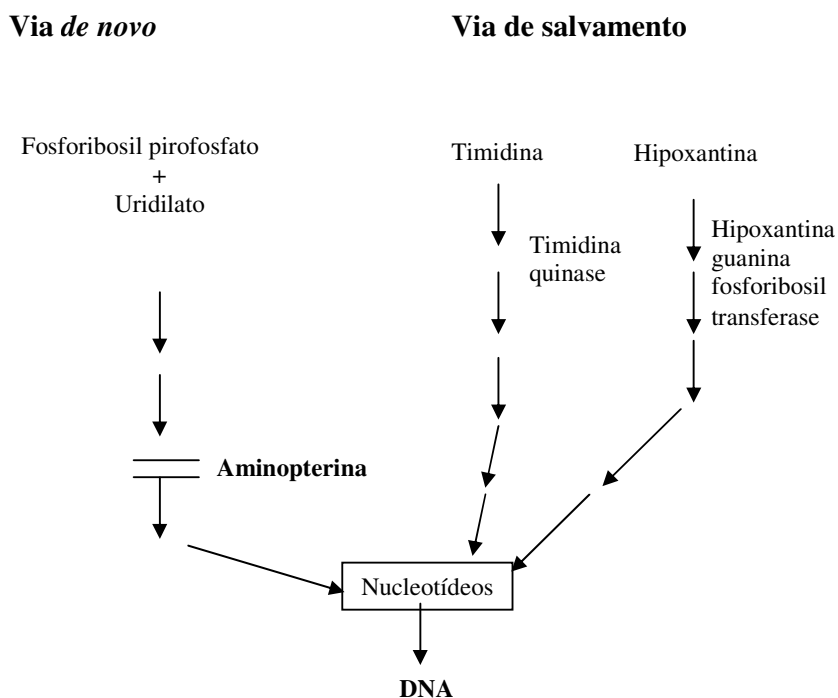 Via de novo
Via de salvamento
Fosforibosil pirofosfato
+
Uridilato
Timidina
Hipoxantina
Timidina
quinase
Hipoxantina
guanina
fosforibosil
transferase
Aminopterina
Nucleotídeos
DNA